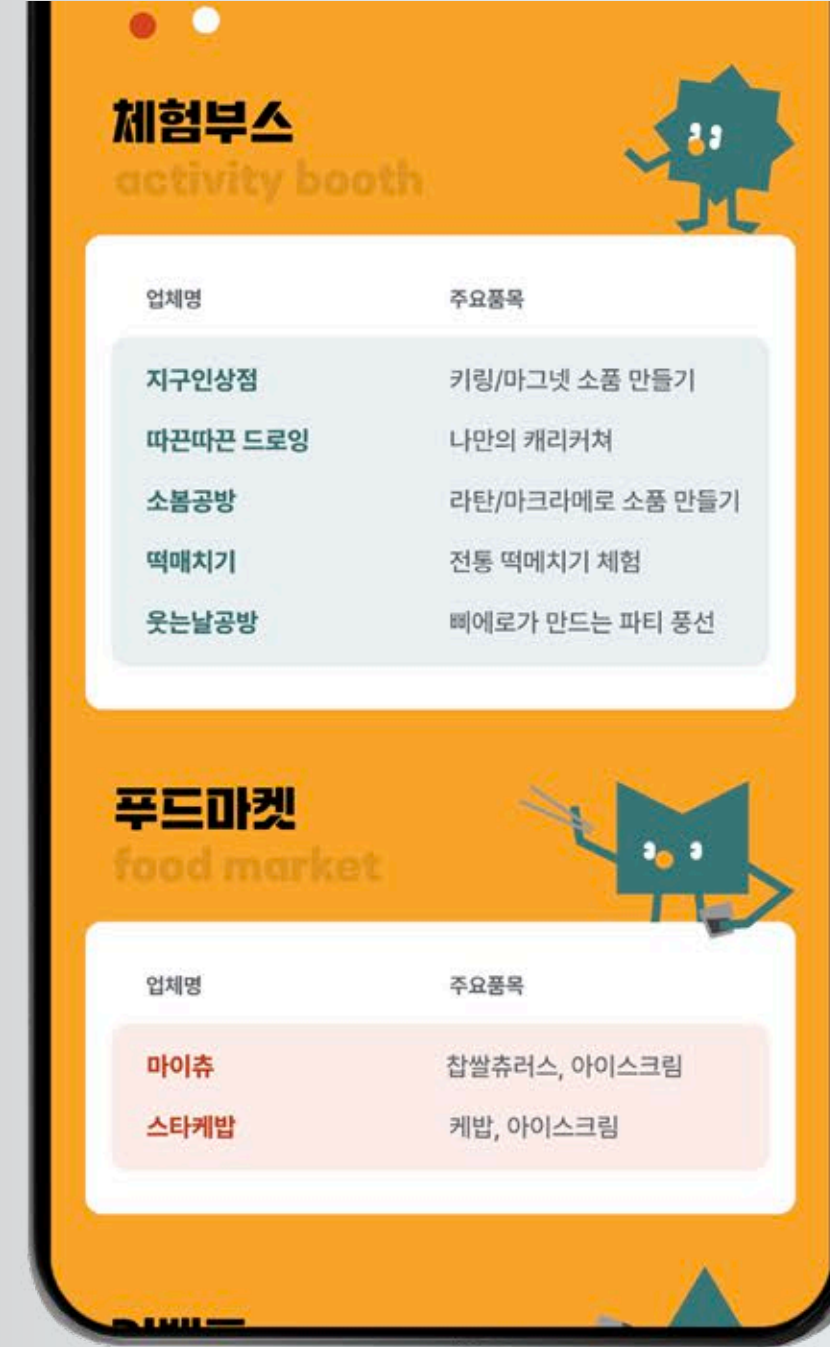 체험부스
activity booth
업체명 주요품목
지구인상점 키링/마그넷 소품 만들기
따끈따끈 드로잉 나만의 캐리커쳐
소봄공방 라탄/마크라메로 소품 만들기
떡매치기 전통 떡메치기 체험
웃는날공방 삐에로가 만드는 파티 풍선
푸드마켓
food market
업체명 주요품목
마이츄 찹쌀츄러스, 아이스크림
스타케밥 케밥, 아이스크림